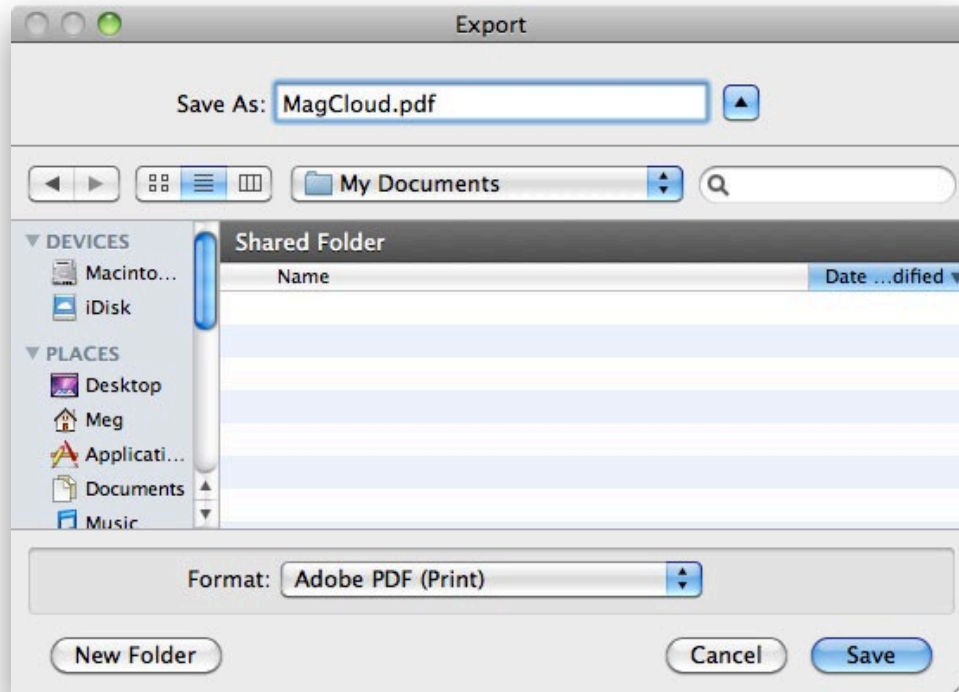 Export
Save As: MagCloud.pdf
My Documents
DEVICES
Macinto...
iDisk
PLACES
Desktop
Meg
Applicati...
Documents
Music
Shared Folder
Name Date ...dified
Format: Adobe PDF (Print)
New Folder Cancel Save